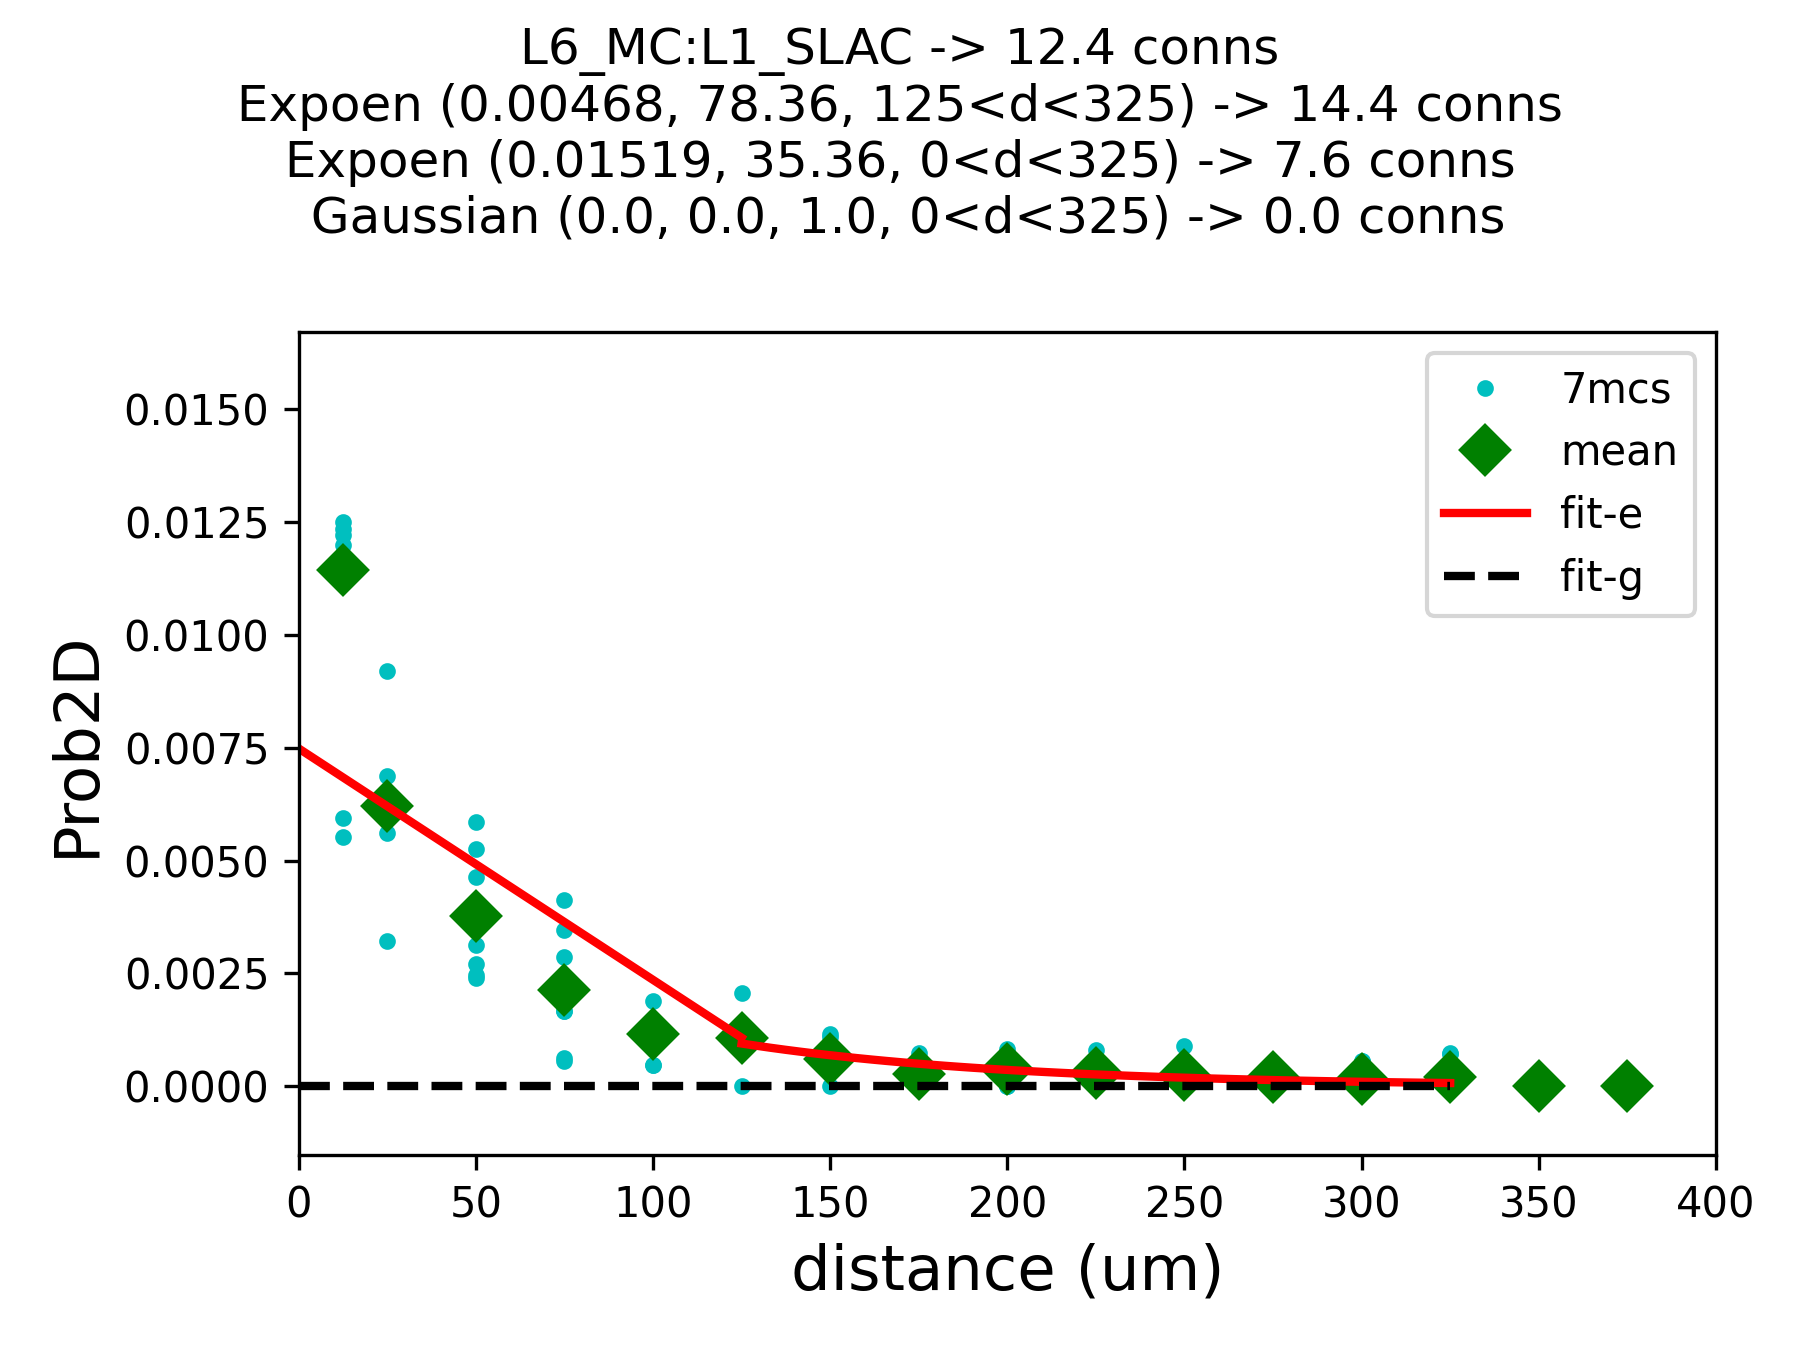 L6_MC:L1_SLAC -> 12.4 conns
Expoen (0.00468, 78.36, 125<d<325) -> 14.4 conns
Expoen (0.01519, 35.36, 0<d<325) -> 7.6 conns
Gaussian (0.0, 0.0, 1.0, 0<d<325) -> 0.0 conns
7mcs
mean
fit-e
fit-g
Prob2D
0.0150
0.0125
0.0100
0.0075
0.0050
0.0025
0.0000
0 50 100 150 200 250 300 350 400
distance (um)